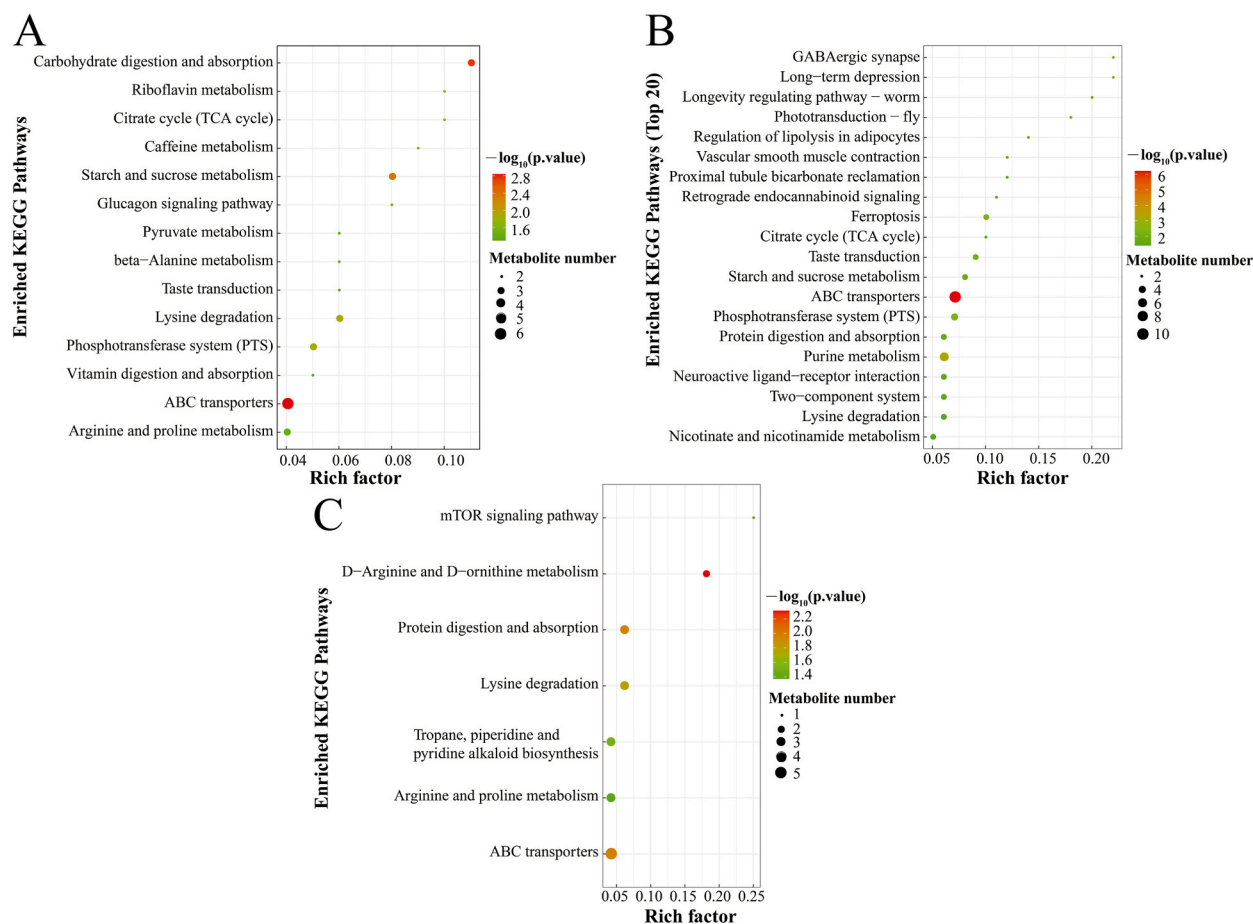 A
Enriched KEGG Pathways
Carbohydrate digestion and absorption
Riboflavin metabolism
Citrate cycle (TCA cycle)
Caffeine metabolism
Starch and sucrose metabolism
Glucagon signaling pathway
Pyruvate metabolism
beta−Alanine metabolism
Taste transduction
Lysine degradation
Phosphotransferase system (PTS)
Vitamin digestion and absorption
ABC transporters
Arginine and proline metabolism
0.04 0.06 0.08 0.10
Rich factor
−log₁₀(p.value)
2.8
2.4
2.0
1.6
Metabolite number
2
3
4
5
6
B
Enriched KEGG Pathways (Top 20)
GABAergic synapse
Long−term depression
Longevity regulating pathway − worm
Phototransduction − fly
Regulation of lipolysis in adipocytes
Vascular smooth muscle contraction
Proximal tubule bicarbonate reclamation
Retrograde endocannabinoid signaling
Ferroptosis
Citrate cycle (TCA cycle)
Taste transduction
Starch and sucrose metabolism
ABC transporters
Phosphotransferase system (PTS)
Protein digestion and absorption
Purine metabolism
Neuroactive ligand−receptor interaction
Two−component system
Lysine degradation
Nicotinate and nicotinamide metabolism
0.05 0.10 0.15 0.20
Rich factor
−log₁₀(p.value)
6
5
4
3
2
Metabolite number
2
4
6
8
10
C
Enriched KEGG Pathways
mTOR signaling pathway
D−Arginine and D−ornithine metabolism
Protein digestion and absorption
Lysine degradation
Tropane, piperidine and
pyridine alkaloid biosynthesis
Arginine and proline metabolism
ABC transporters
0.05 0.10 0.15 0.20 0.25
Rich factor
−log₁₀(p.value)
2.2
2.0
1.8
1.6
1.4
Metabolite number
1
2
3
4
5